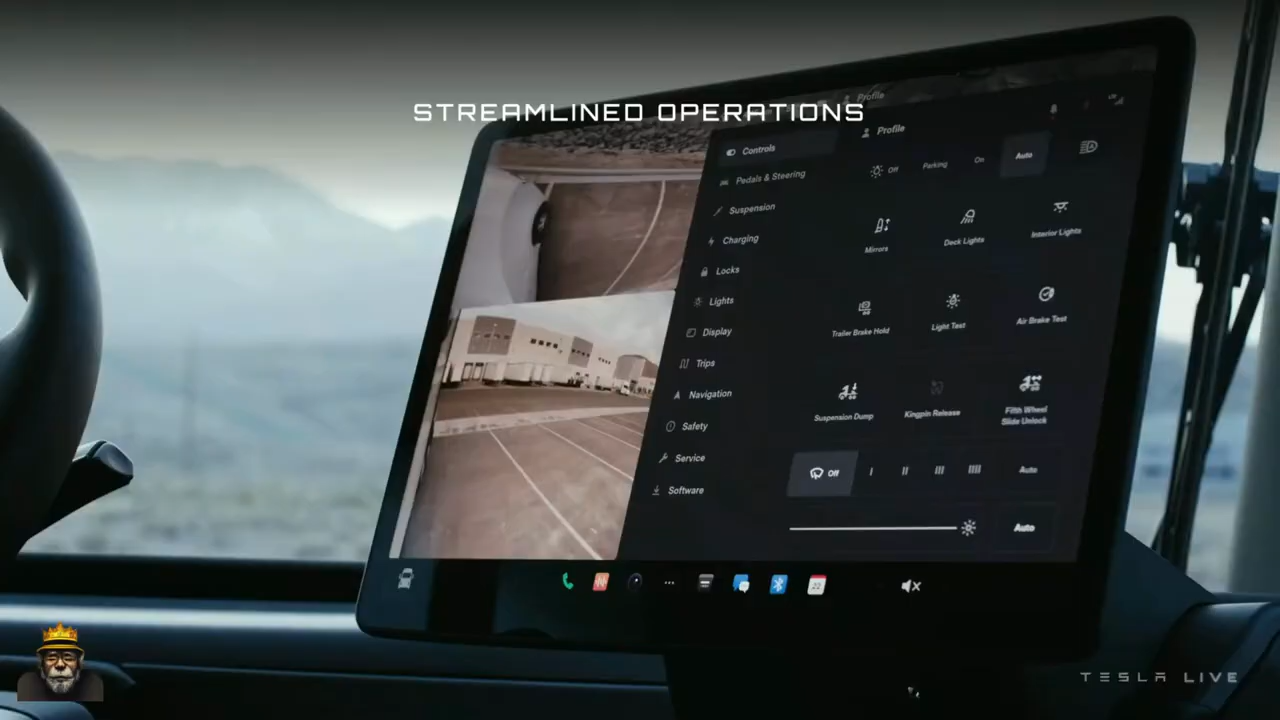 STREAMLINED OPERATIONS
Profile
Profile
Controls
Pedals & Steering
Suspension
Charging
Locks
Lights
Display
Trips
Navigation
Safety
Service
Software
Off Parking On Auto
Mirrors Deck Lights Interior Lights
Trailer Brake Hold Light Test Air Brake Test
Suspension Dump Kingpin Release Fifth Wheel
Slide Unlock
Off I II III IIII Auto
Auto
22
TESLA LIVE